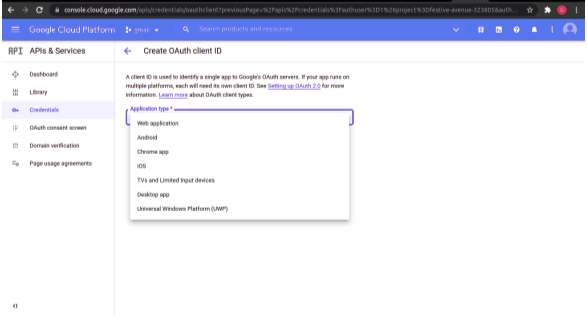 console.cloud.google.com/apis/credentials/oauthclient?previousPage=%2Fapis%2Fcredentials%3Fauthuser%3D1%26project%3Dfestive-avenue-323805&auth...
Google Cloud Platform
gmail
Search products and resources
API APIs & Services
Create OAuth client ID
Dashboard
Library
Credentials
OAuth consent screen
Domain verification
Page usage agreements
A client ID is used to identify a single app to Google's OAuth servers. If your app runs on
multiple platforms, each will need its own client ID. See Setting up OAuth 2.0 for more
information. Learn more about OAuth client types.
Application type *
Web application
Android
Chrome app
iOS
TVs and Limited Input devices
Desktop app
Universal Windows Platform (UWP)